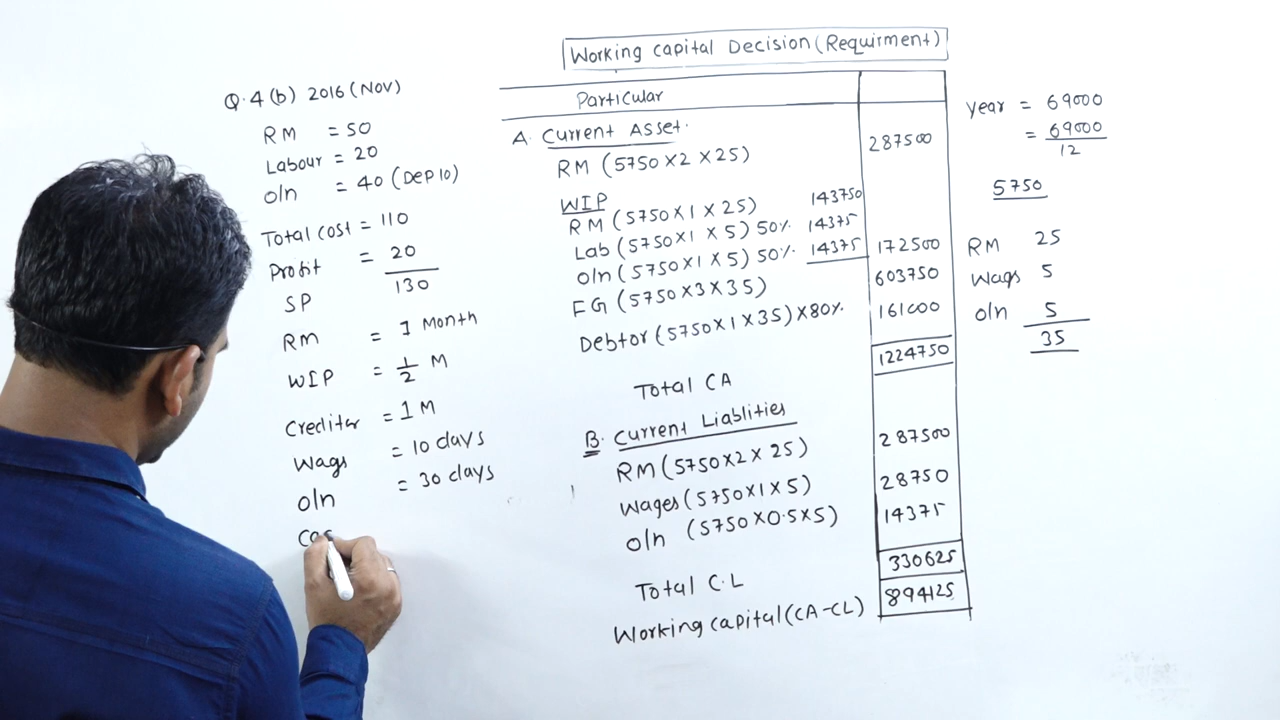 Working capital Decision (Requirment)
Q.4 (b) 2016 (Nov)
RM = 50
Labour = 20
o/n = 40 (Dep 10)
Total cost = 110
Profit = 20
SP 130
RM = 1 Month
WIP = 1/2 M
Crediter = 1 M
Wags = 10 days
o/n = 30 days
Cas
Particular
A. Current Asset.
RM (5750 X 2 X 25) 287500
WIP
RM (5750 X 1 X 25) 143750
Lab (5750 X 1 X 5) 50% 14375
o/n (5750 X 1 X 5) 50% 14375 172500
FG (5750 X 3 X 35) 603750
Debtor (5750 X 1 X 35) X 80% 161000
Total CA 1224750
B. Current Liablities
RM (5750 X 2 X 25) 287500
Wages (5750 X 1 X 5) 28750
o/n (5750 X 0.5 X 5) 14375
Total C.L 330625
Working capital (CA-CL) 894125
year = 69000
= 69000
12
5750
RM 25
Wags 5
o/n 5
35